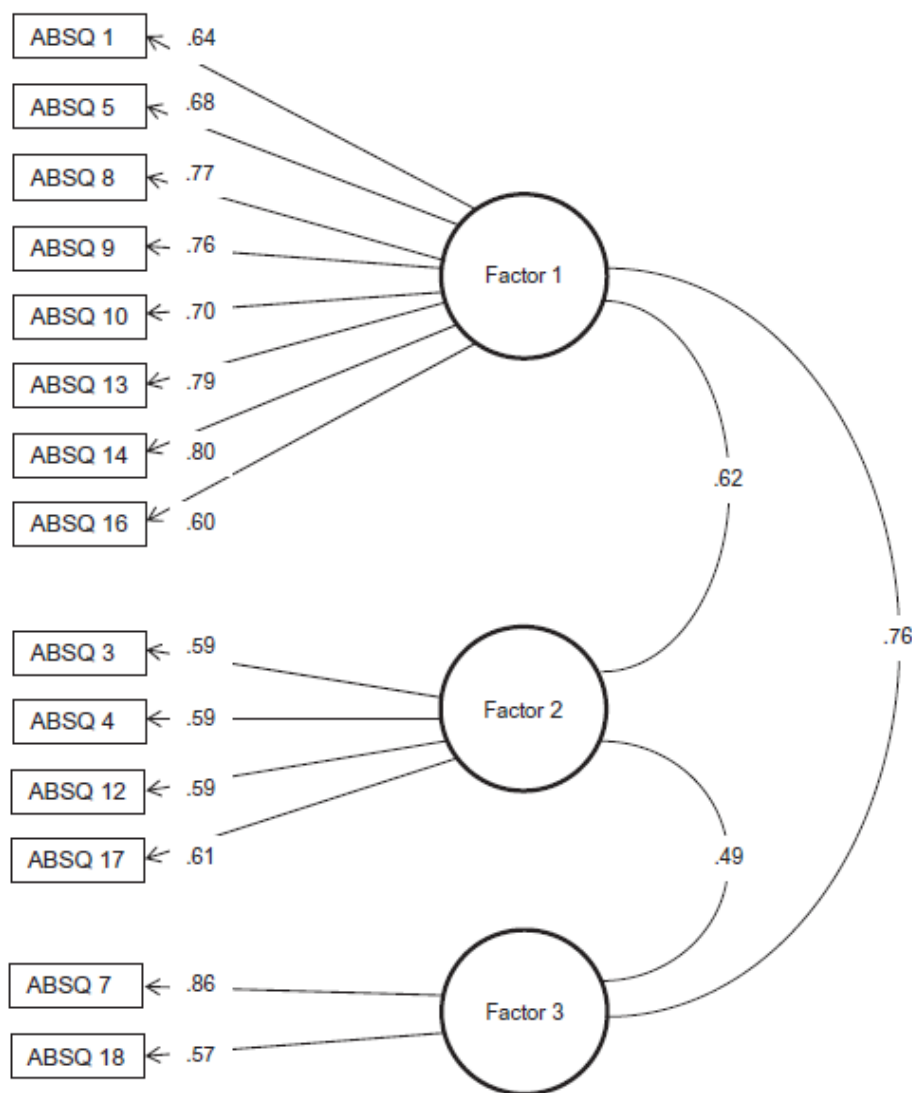 ABSQ 1 .64
ABSQ 5 .68
ABSQ 8 .77
ABSQ 9 .76
Factor 1
ABSQ 10 .70
ABSQ 13 .79
ABSQ 14 .80
.62
ABSQ 16 .60
.76
ABSQ 3 .59
ABSQ 4 .59
Factor 2
ABSQ 12 .59
ABSQ 17 .61
.49
ABSQ 7 .86
Factor 3
ABSQ 18 .57